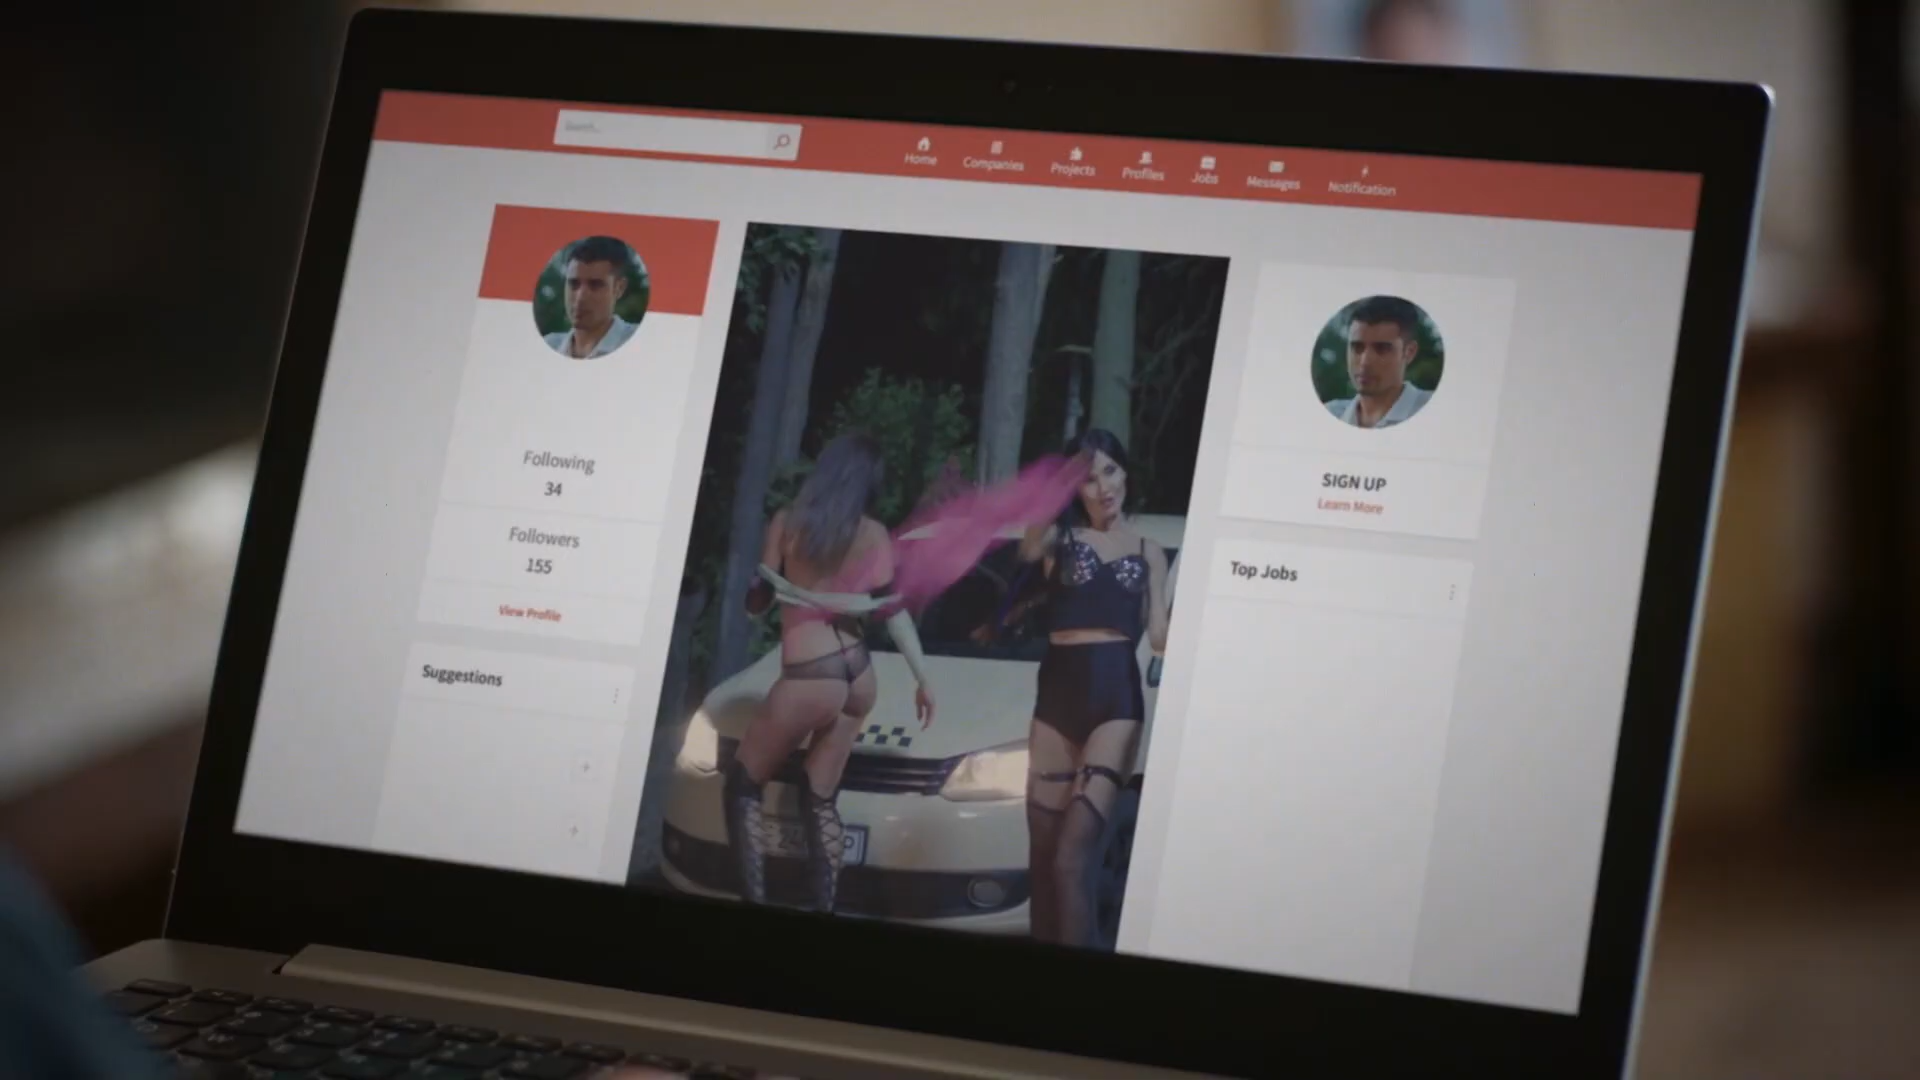 Search...
Home
Companies
Projects
Profiles
Jobs
Messages
Notification
Following
34
Followers
155
View Profile
Suggestions
SIGN UP
Learn More
Top Jobs